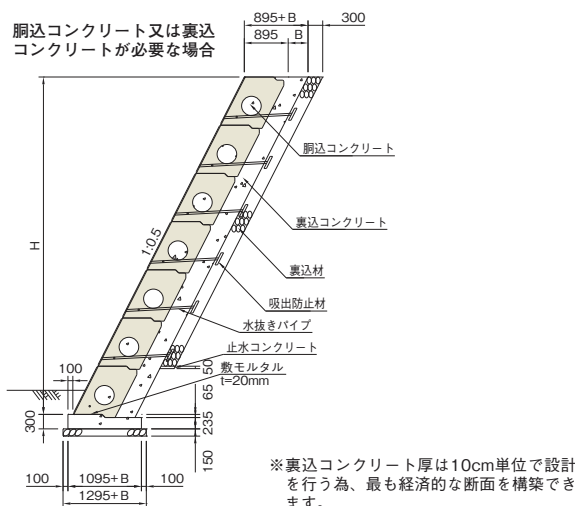 胴込コンクリート又は裏込
コンクリートが必要な場合
895+B
300
895
B
胴込コンクリート
裏込コンクリート
裏込材
吸出防止材
水抜きパイプ
止水コンクリート
敷モルタル
t=20mm
H
1:0.5
100
300
50
65
235
150
100
1095+B
100
1295+B
※裏込コンクリート厚は10cm単位で設計
を行う為、最も経済的な断面を構築でき
ます。